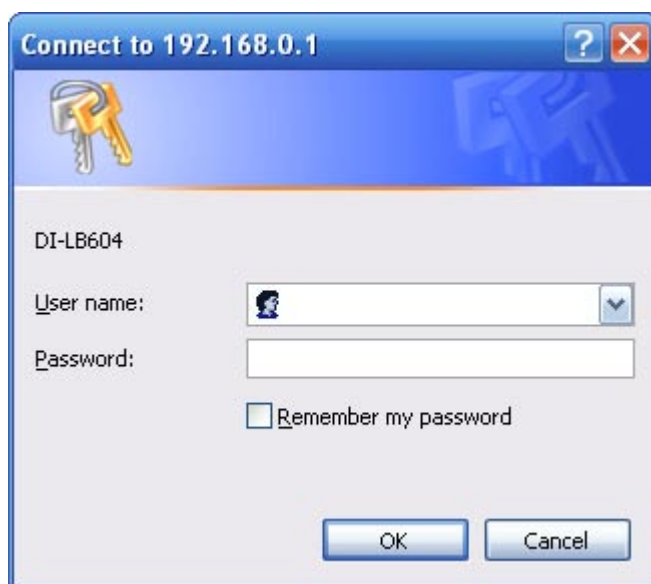 Connect to 192.168.0.1
DI-LB604
User name:
Password:
Remember my password
OK
Cancel